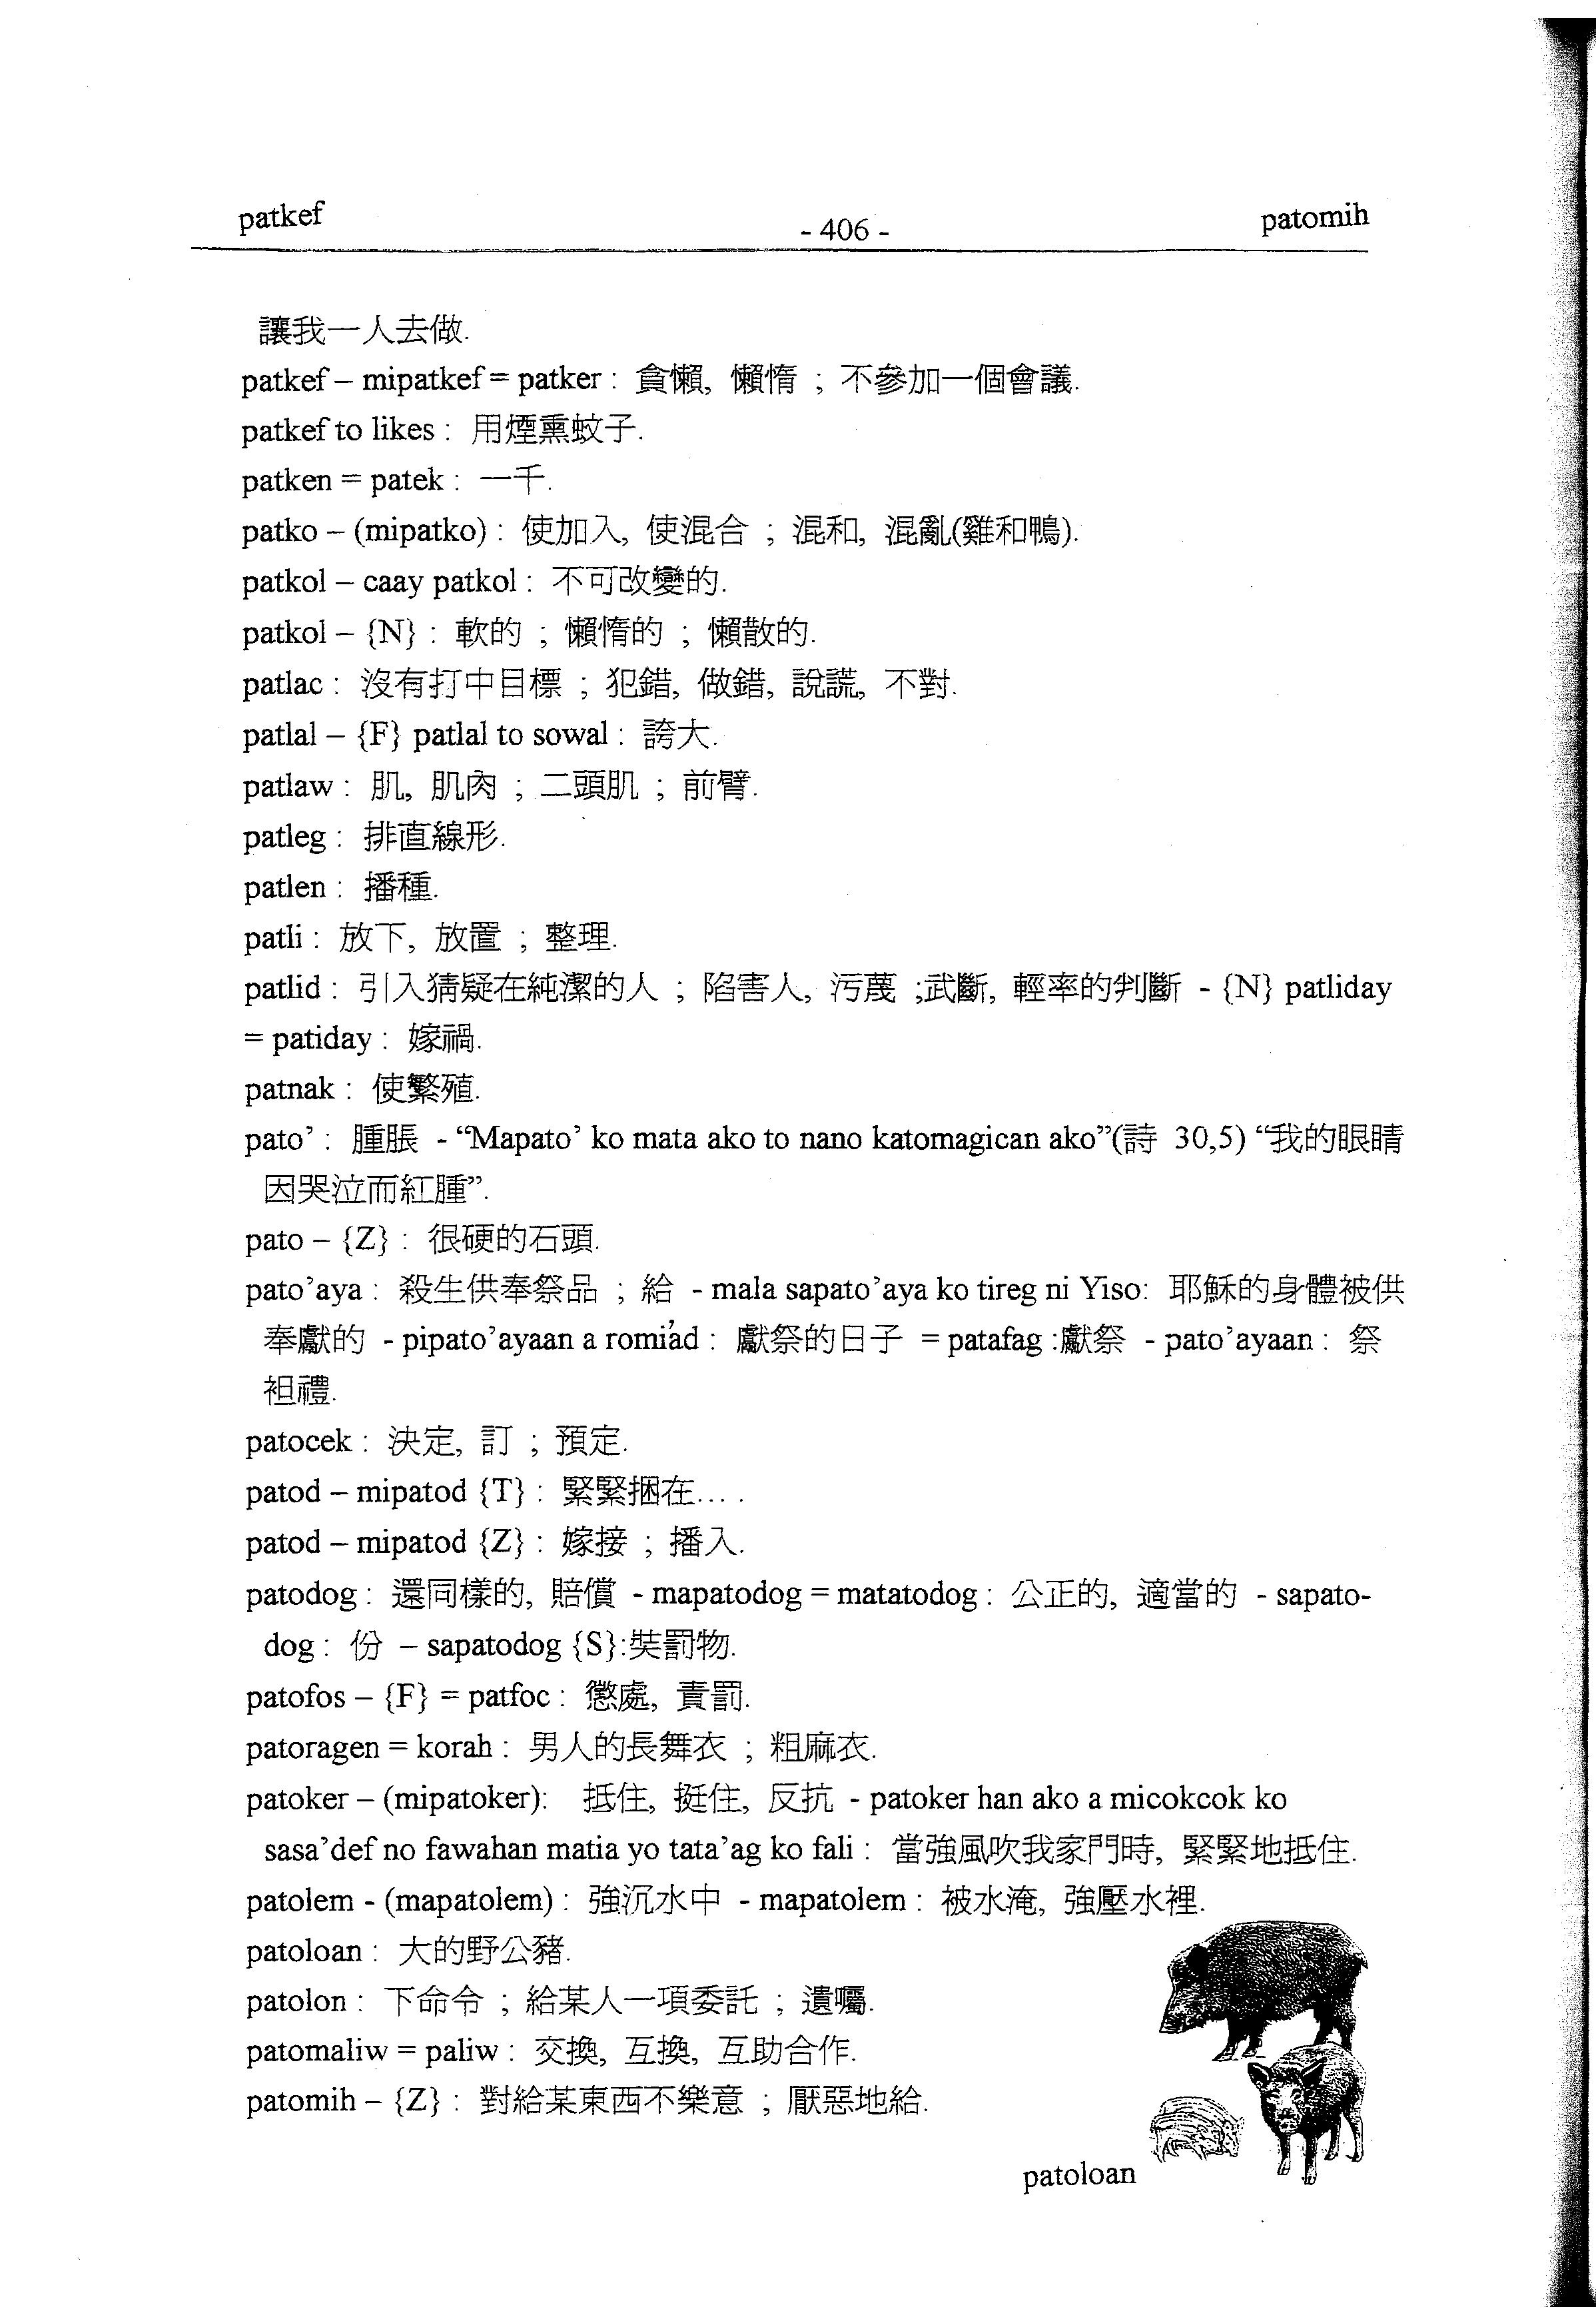 patkef
- 406 -
patomih
讓我一人去做.
patkef – mipatkef = patker : 貪懶, 懶惰 ; 不參加一個會議.
patkef to likes : 用煙熏蚊子.
patken = patek : 一千.
patko – (mipatko) : 使加入, 使混合 ; 混和, 混亂(雞和鴨).
patkol – caay patkol : 不可改變的.
patkol – {N} : 軟的 ; 懶惰的 ; 懶散的.
patlac : 沒有打中目標 ; 犯錯, 做錯, 說謊, 不對.
patlal – {F} patlal to sowal : 誇大.
patlaw : 肌, 肌肉 ; 二頭肌 ; 前臂.
patleg : 排直線形.
patlen : 播種.
patli : 放下, 放置 ; 整理.
patlid : 引入猜疑在純潔的人 ; 陷害人, 污蔑 ;武斷, 輕率的判斷 - {N} patliday
= patiday : 嫁禍.
patnak : 使繁殖.
pato’ : 腫脹 - “Mapato’ ko mata ako to nano katomagican ako”(詩 30,5) “我的眼睛
因哭泣而紅腫”.
pato – {Z} : 很硬的石頭.
pato’aya : 殺生供奉祭品 ; 給 - mala sapato’aya ko tireg ni Yiso: 耶穌的身體被供
奉獻的 - pipato’ayaan a romi’ad : 獻祭的日子 = patafag :獻祭 - pato’ayaan : 祭
袓禮.
patocek : 決定, 訂 ; 預定.
patod – mipatod {T} : 緊緊捆在... .
patod – mipatod {Z} : 嫁接 ; 播入.
patodog : 還同樣的, 賠償 - mapatodog = matatodog : 公正的, 適當的 - sapato-
dog : 份 – sapatodog {S}:奘罰物.
patofos – {F} = patfoc : 懲處, 責罰.
patoragen = korah : 男人的長舞衣 ; 粗麻衣.
patoker – (mipatoker): 抵住, 挺住, 反抗 - patoker han ako a micokcok ko
sasa’def no fawahan matia yo tata’ag ko fali : 當強風吹我家門時, 緊緊地抵住.
patolem - (mapatolem) : 強沉水中 - mapatolem : 被水淹, 強壓水裡.
patoloan : 大的野公豬.
patolon : 下命令 ; 給某人一項委託 ; 遺囑.
patomaliw = paliw : 交換, 互換, 互助合作.
patomih – {Z} : 對給某東西不樂意 ; 厭惡地給.
patoloan